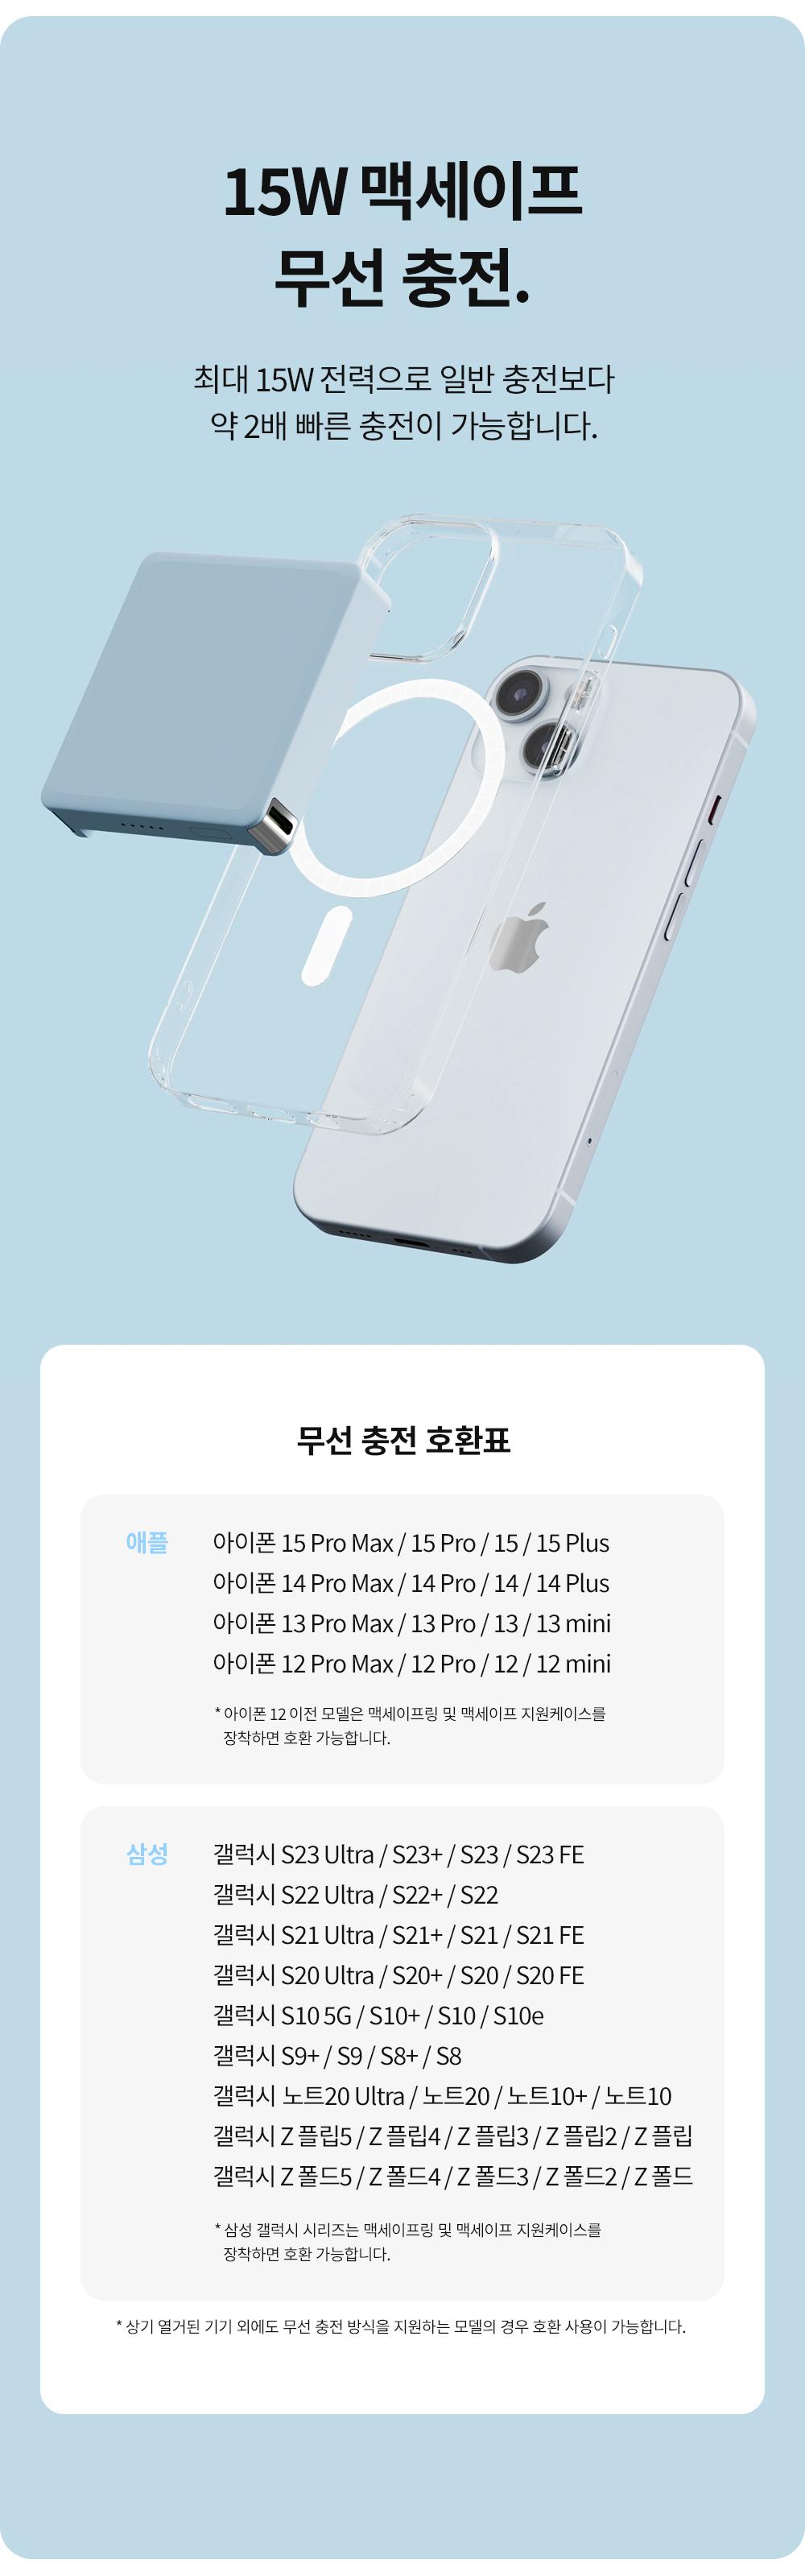 15W 맥세이프
무선 충전.
최대 15W 전력으로 일반 충전보다
약 2배 빠른 충전이 가능합니다.
무선 충전 호환표
애플
아이폰 15 Pro Max / 15 Pro / 15 / 15 Plus
아이폰 14 Pro Max / 14 Pro / 14 / 14 Plus
아이폰 13 Pro Max / 13 Pro / 13 / 13 mini
아이폰 12 Pro Max / 12 Pro / 12 / 12 mini
* 아이폰 12 이전 모델은 맥세이프링 및 맥세이프 지원케이스를
장착하면 호환 가능합니다.
삼성
갤럭시 S23 Ultra / S23+ / S23 / S23 FE
갤럭시 S22 Ultra / S22+ / S22
갤럭시 S21 Ultra / S21+ / S21 / S21 FE
갤럭시 S20 Ultra / S20+ / S20 / S20 FE
갤럭시 S10 5G / S10+ / S10 / S10e
갤럭시 S9+ / S9 / S8+ / S8
갤럭시 노트20 Ultra / 노트20 / 노트10+ / 노트10
갤럭시 Z 플립5 / Z 플립4 / Z 플립3 / Z 플립2 / Z 플립
갤럭시 Z 폴드5 / Z 폴드4 / Z 폴드3 / Z 폴드2 / Z 폴드
* 삼성 갤럭시 시리즈는 맥세이프링 및 맥세이프 지원케이스를
장착하면 호환 가능합니다.
* 상기 열거된 기기 외에도 무선 충전 방식을 지원하는 모델의 경우 호환 사용이 가능합니다.